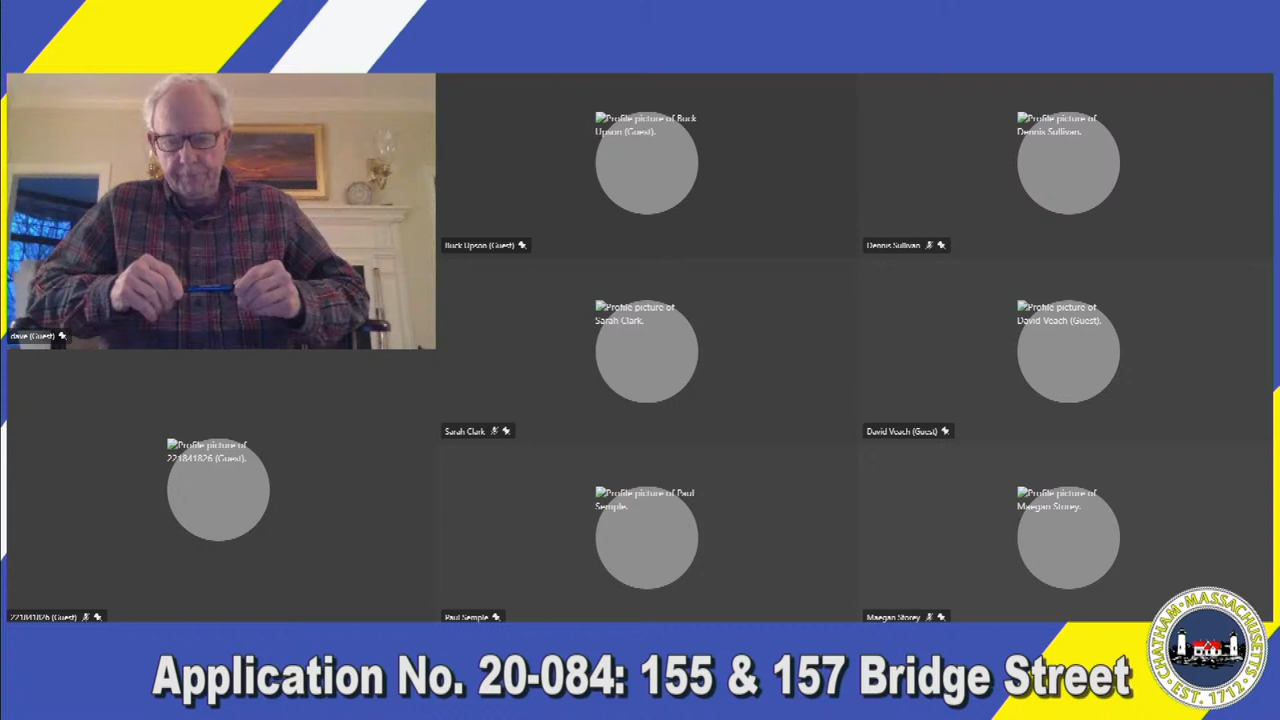 Profile picture of Buck
Upson (Guest).
Profile picture of
Dennis Sullivan.
Buck Upson (Guest)
Dennis Sullivan
dave (Guest)
Profile picture of
Sarah Clark.
Profile picture of
David Veach (Guest).
Sarah Clark
David Veach (Guest)
Profile picture of
221841826 (Guest).
Profile picture of Paul
Semple.
Profile picture of
Maegan Storey.
221841826 (Guest)
Paul Semple
Maegan Storey
Application No. 20-084: 155 & 157 Bridge Street
CHATHAM • MASSACHUSETTS
EST. 1712